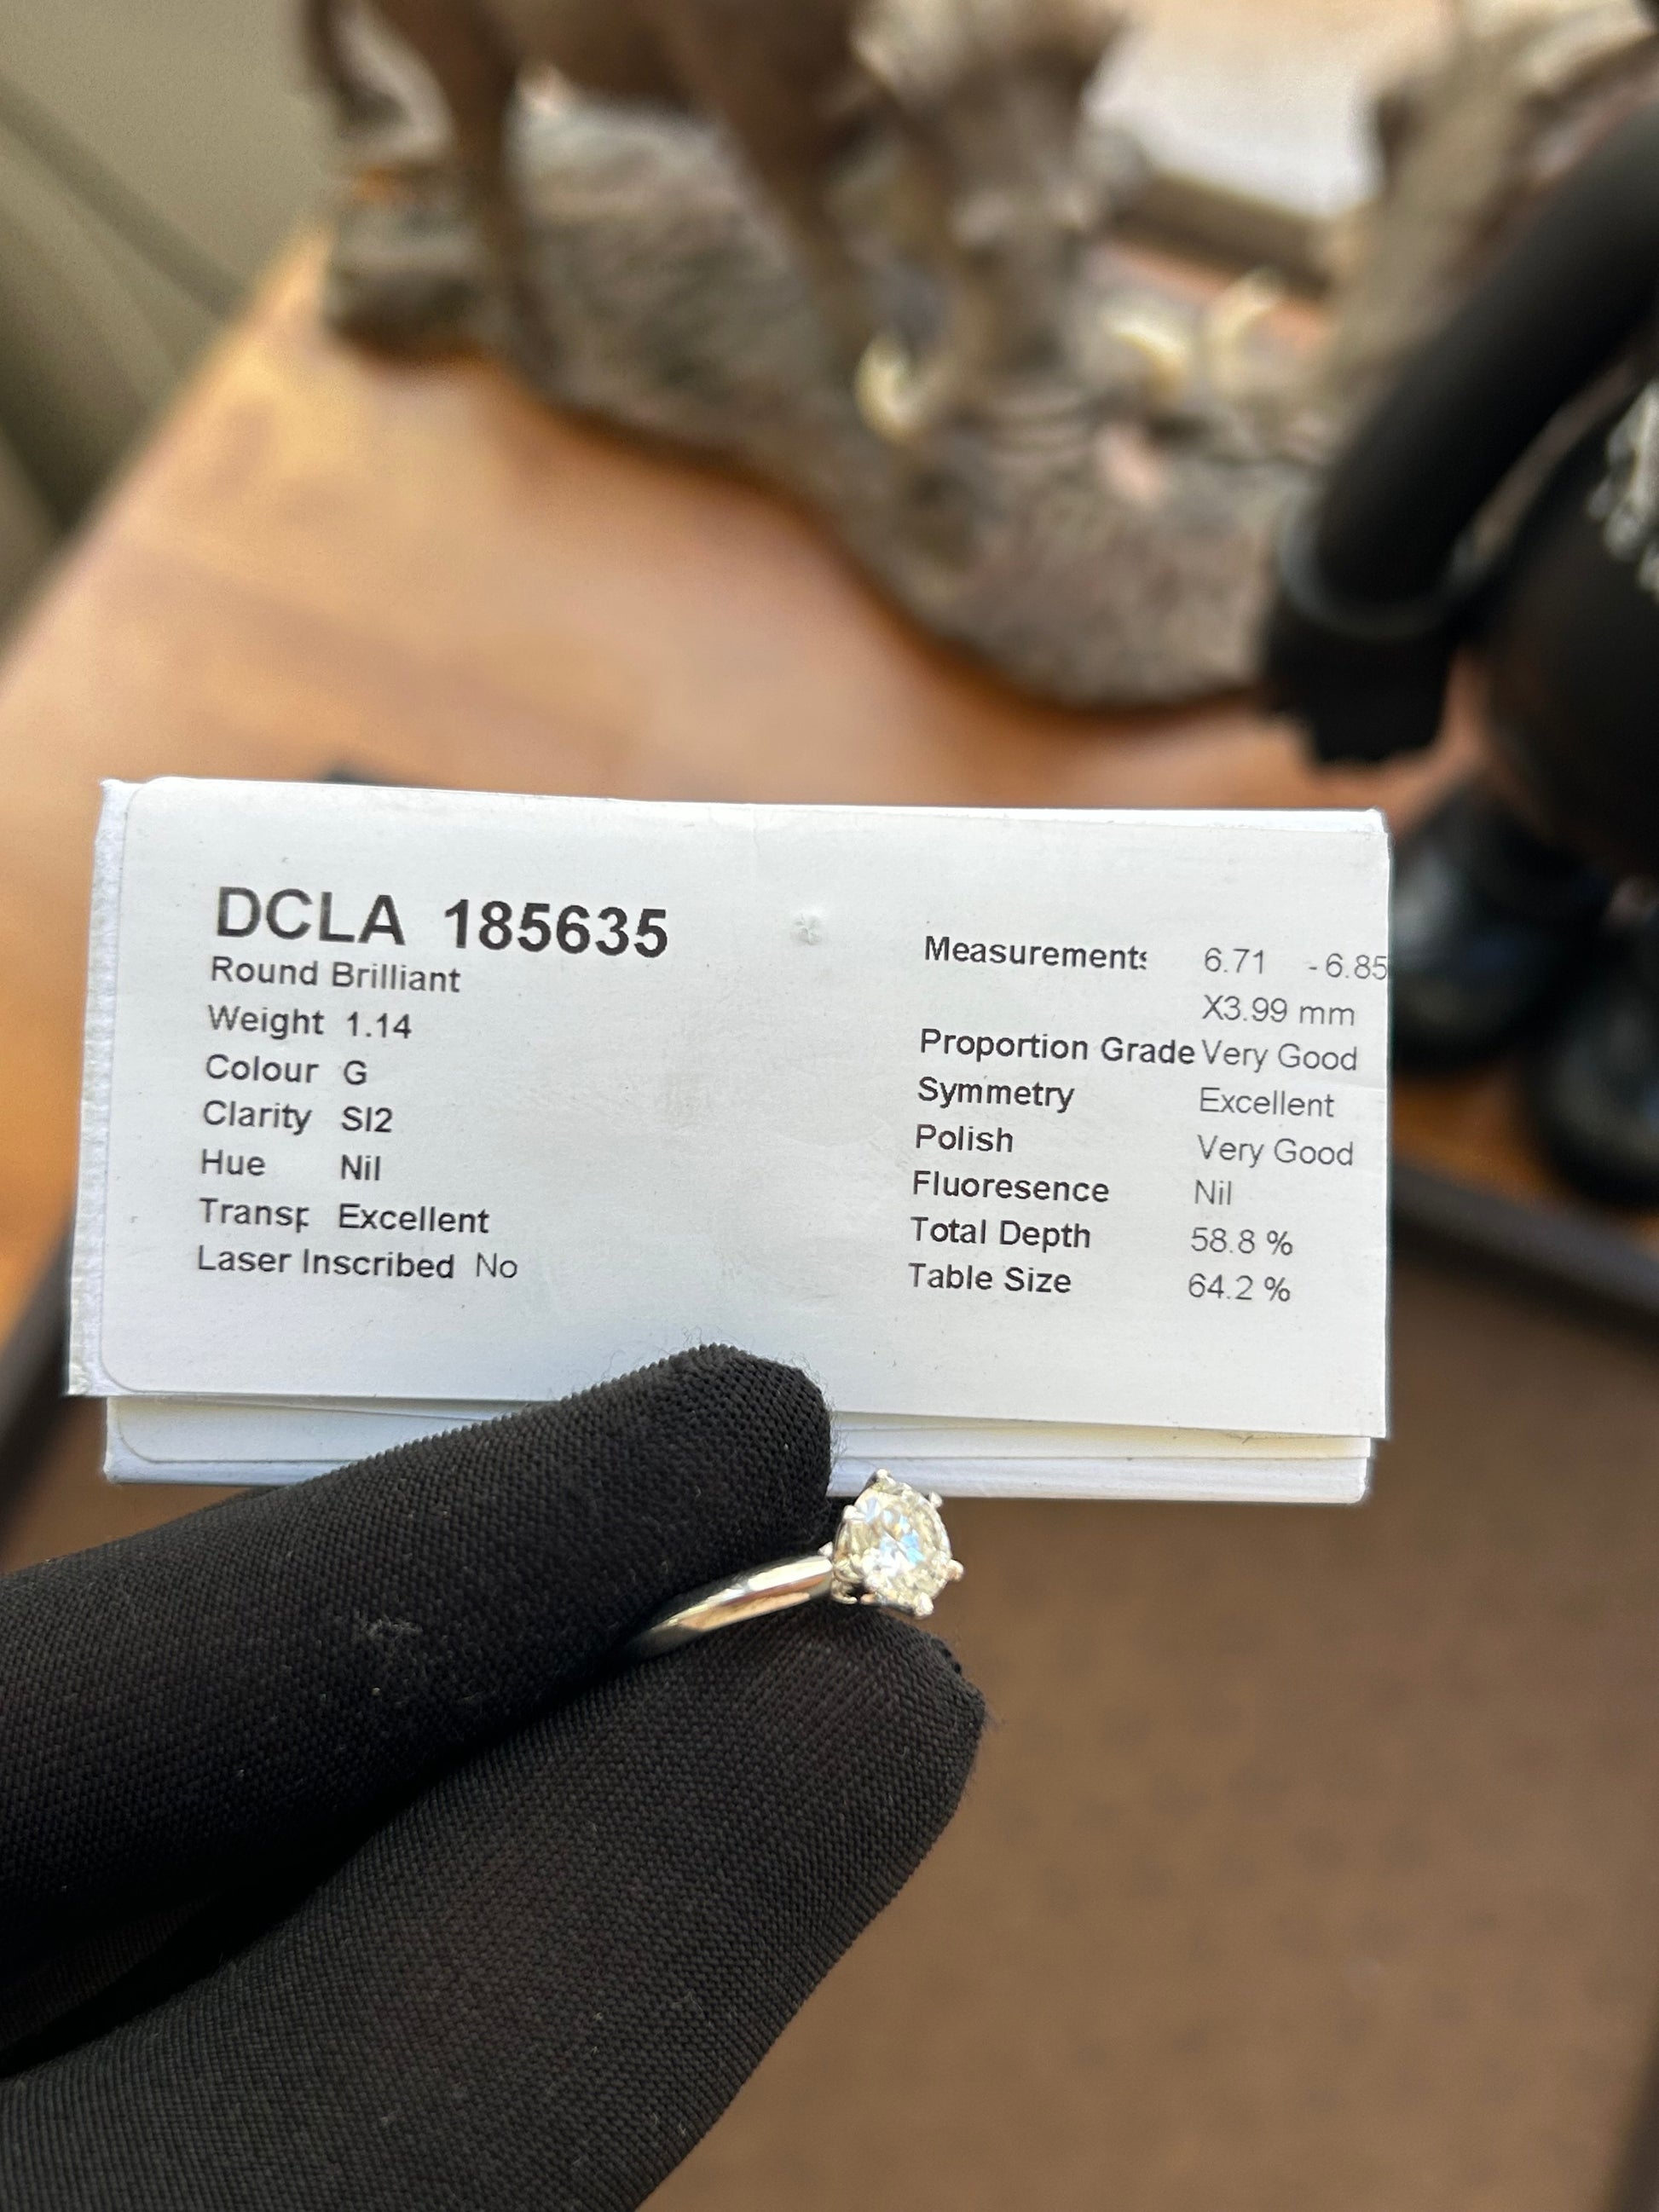 DCLA 185635
Round Brilliant
Weight 1.14
Colour G
Clarity SI2
Hue Nil
Transp Excellent
Laser Inscribed No
Measurements 6.71 - 6.85
X3.99 mm
Proportion Grade Very Good
Symmetry Excellent
Polish Very Good
Fluoresence Nil
Total Depth 58.8 %
Table Size 64.2 %